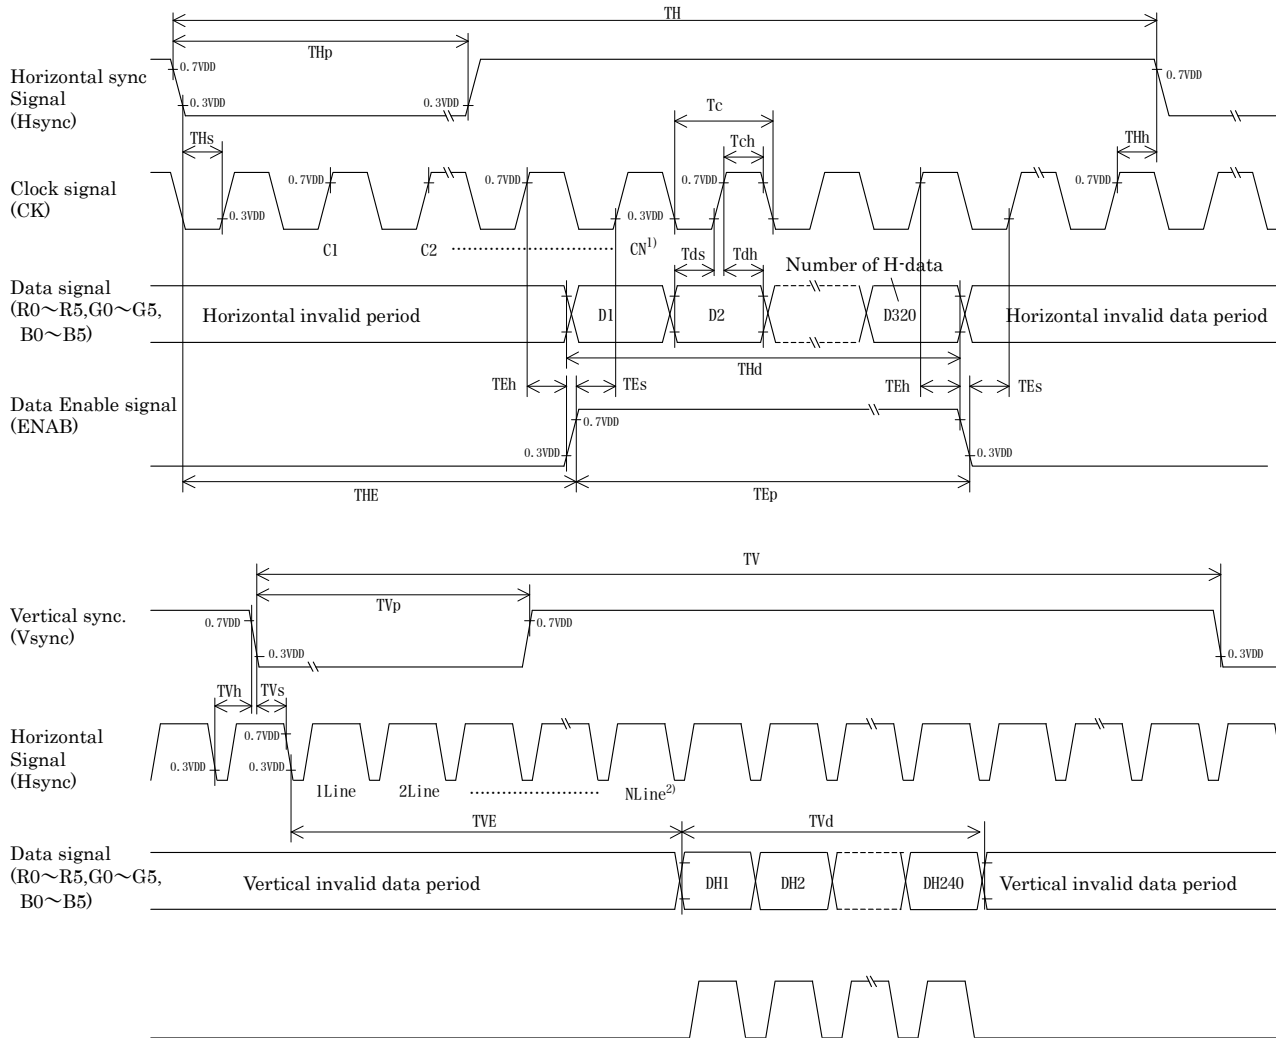 TH
THp
Horizontal sync
Signal
(Hsync)
0.7VDD
0.3VDD
0.3VDD
0.7VDD
Tc
THs
Tch
THh
Clock signal
(CK)
0.7VDD
0.7VDD
0.7VDD
0.7VDD
0.7VDD
0.3VDD
0.3VDD
C1
C2
CN1)
Tds
Tdh
Number of H-data
Data signal
(R0～R5,G0～G5,
B0～B5)
Horizontal invalid period
D1
D2
D320
Horizontal invalid data period
THd
TEh
TEs
TEh
TEs
Data Enable signal
(ENAB)
0.7VDD
0.3VDD
0.3VDD
THE
TEp
TV
TVp
Vertical sync.
(Vsync)
0.7VDD
0.7VDD
0.3VDD
0.3VDD
TVh
TVs
Horizontal
Signal
(Hsync)
0.7VDD
0.3VDD
0.3VDD
1Line
2Line
NLine2)
TVE
TVd
Data signal
(R0～R5,G0～G5,
B0～B5)
Vertical invalid data period
DH1
DH2
DH240
Vertical invalid data period